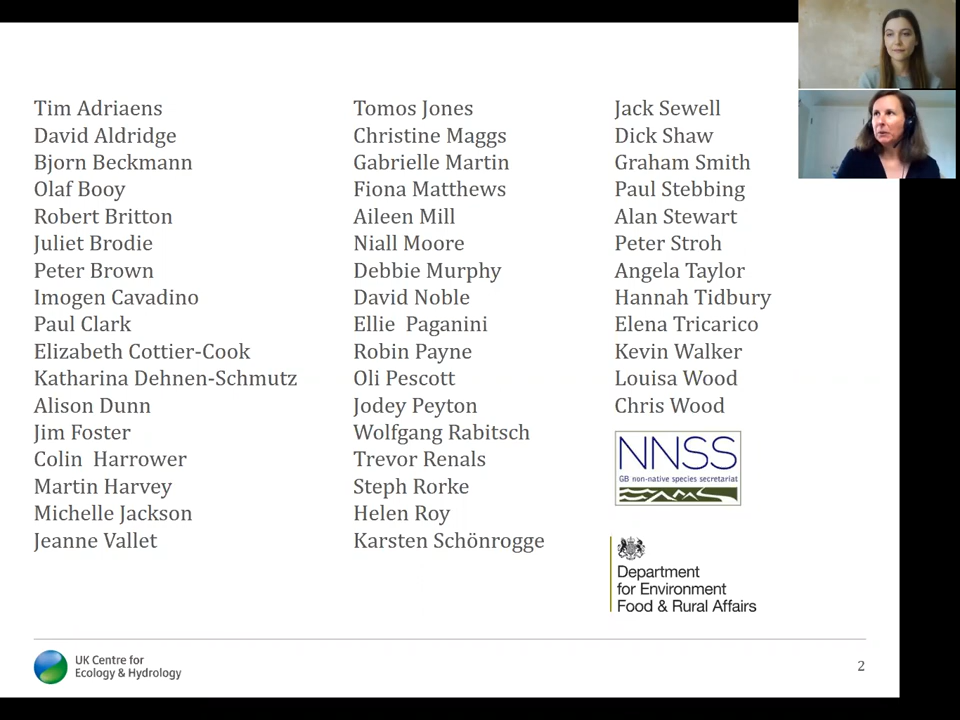 Tim Adriaens
David Aldridge
Bjorn Beckmann
Olaf Booy
Robert Britton
Juliet Brodie
Peter Brown
Imogen Cavadino
Paul Clark
Elizabeth Cottier-Cook
Katharina Dehnen-Schmutz
Alison Dunn
Jim Foster
Colin Harrower
Martin Harvey
Michelle Jackson
Jeanne Vallet
Tomos Jones
Christine Maggs
Gabrielle Martin
Fiona Matthews
Aileen Mill
Niall Moore
Debbie Murphy
David Noble
Ellie Paganini
Robin Payne
Oli Pescott
Jodey Peyton
Wolfgang Rabitsch
Trevor Renals
Steph Rorke
Helen Roy
Karsten Schönrogge
Jack Sewell
Dick Shaw
Graham Smith
Paul Stebbing
Alan Stewart
Peter Stroh
Angela Taylor
Hannah Tidbury
Elena Tricarico
Kevin Walker
Louisa Wood
Chris Wood
NNSS
GB non-native species secretariat
Department
for Environment
Food & Rural Affairs
UK Centre for
Ecology & Hydrology
2